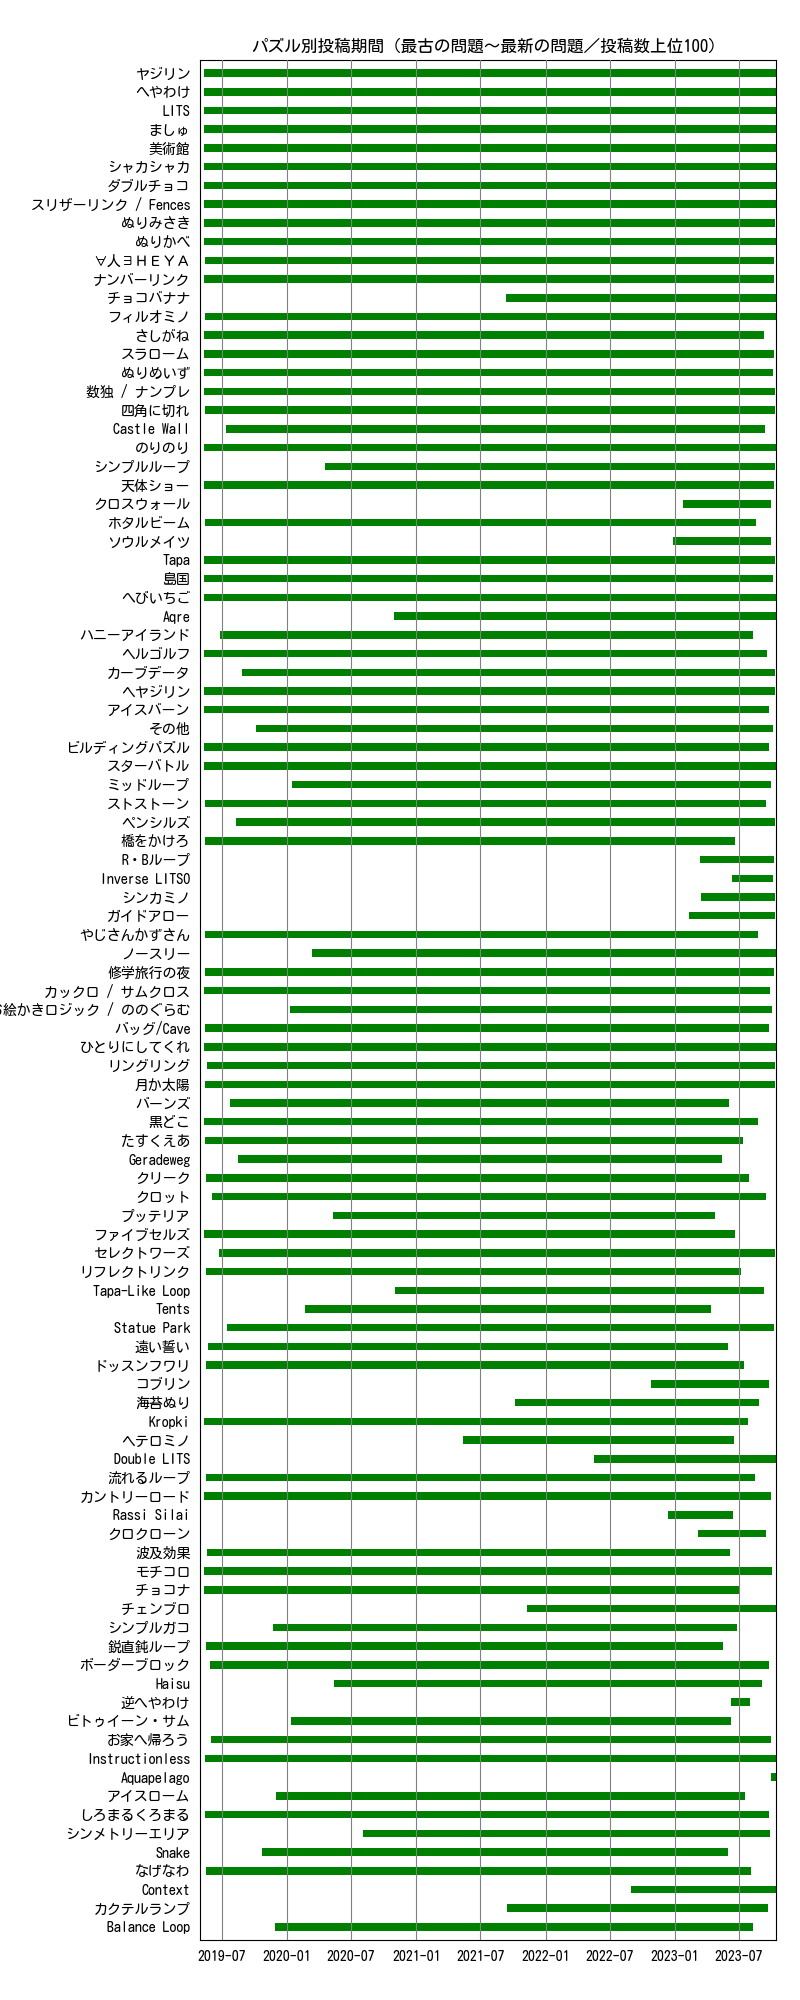 パズル別投稿期間（最古の問題～最新の問題／投稿数上位100）
ヤジリン
へやわけ
LITS
ましゅ
美術館
シャカシャカ
ダブルチョコ
スリザーリンク / Fences
ぬりみさき
ぬりかべ
∀人∃ＨＥＹＡ
ナンバーリンク
チョコバナナ
フィルオミノ
さしがね
スラローム
ぬりめいず
数独 / ナンプレ
四角に切れ
Castle Wall
のりのり
シンプルループ
天体ショー
クロスウォール
ホタルビーム
ソウルメイツ
Tapa
島国
へびいちご
Aqre
ハニーアイランド
ヘルゴルフ
カーブデータ
ヘヤジリン
アイスバーン
その他
ビルディングパズル
スターバトル
ミッドループ
ストストーン
ペンシルズ
橋をかけろ
R・Bループ
Inverse LITSO
シンカミノ
ガイドアロー
やじさんかずさん
ノースリー
修学旅行の夜
カックロ / サムクロス
絵かきロジック / ののぐらむ
バッグ/Cave
ひとりにしてくれ
リングリング
月か太陽
バーンズ
黒どこ
たすくえあ
Geradeweg
クリーク
クロット
プッテリア
ファイブセルズ
セレクトワーズ
リフレクトリンク
Tapa-Like Loop
Tents
Statue Park
遠い誓い
ドッスンフワリ
コブリン
海苔ぬり
Kropki
ヘテロミノ
Double LITS
流れるループ
カントリーロード
Rassi Silai
クロクローン
波及効果
モチコロ
チョコナ
チェンブロ
シンプルガコ
鋭直鈍ループ
ボーダーブロック
Haisu
逆へやわけ
ビトゥイーン・サム
お家へ帰ろう
Instructionless
Aquapelago
アイスローム
しろまるくろまる
シンメトリーエリア
Snake
なげなわ
Context
カクテルランプ
Balance Loop
2019-07 2020-01 2020-07 2021-01 2021-07 2022-01 2022-07 2023-01 2023-07